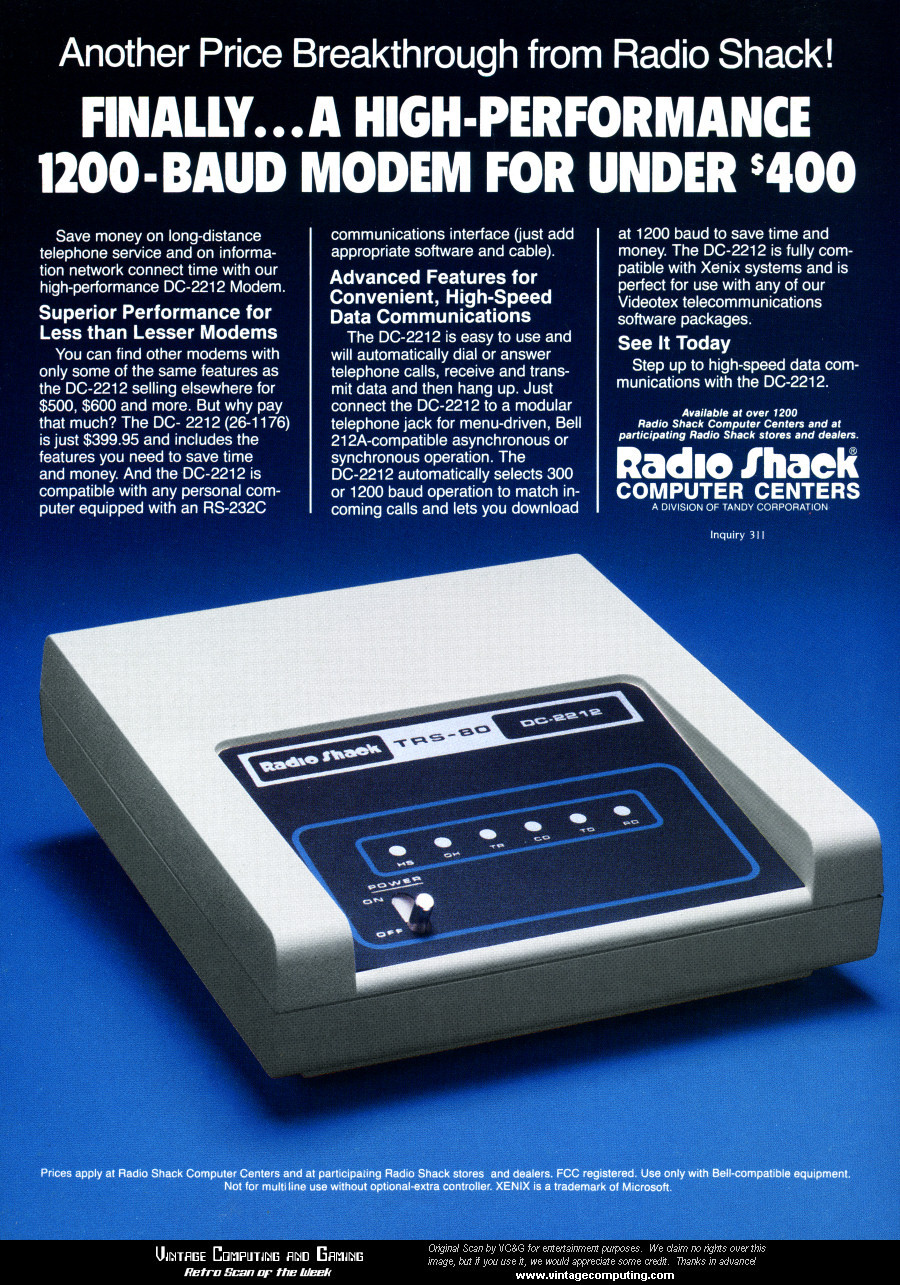 Another Price Breakthrough from Radio Shack!
FINALLY...A HIGH-PERFORMANCE
1200-BAUD MODEM FOR UNDER $400
Save money on long-distance
telephone service and on informa-
tion network connect time with our
high-performance DC-2212 Modem.
Superior Performance for
Less than Lesser Modems
You can find other modems with
only some of the same features as
the DC-2212 selling elsewhere for
$500, $600 and more. But why pay
that much? The DC- 2212 (26-1176)
is just $399.95 and includes the
features you need to save time
and money. And the DC-2212 is
compatible with any personal com-
puter equipped with an RS-232C
communications interface (just add
appropriate software and cable).
Advanced Features for
Convenient, High-Speed
Data Communications
The DC-2212 is easy to use and
will automatically dial or answer
telephone calls, receive and trans-
mit data and then hang up. Just
connect the DC-2212 to a modular
telephone jack for menu-driven, Bell
212A-compatible asynchronous or
synchronous operation. The
DC-2212 automatically selects 300
or 1200 baud operation to match in-
coming calls and lets you download
at 1200 baud to save time and
money. The DC-2212 is fully com-
patible with Xenix systems and is
perfect for use with any of our
Videotex telecommunications
software packages.
See It Today
Step up to high-speed data com-
munications with the DC-2212.
Available at over 1200
Radio Shack Computer Centers and at
participating Radio Shack stores and dealers.
Radio Shack®
COMPUTER CENTERS
A DIVISION OF TANDY CORPORATION
Inquiry 311
Radio Shack TRS-80 DC-2212
HS OH TR CD TD RD
POWER
ON
OFF
Prices apply at Radio Shack Computer Centers and at participating Radio Shack stores and dealers. FCC registered. Use only with Bell-compatible equipment.
Not for multi line use without optional-extra controller. XENIX is a trademark of Microsoft.
Vintage Computing and Gaming
Retro Scan of the Week
Original Scan by VC&G for entertainment purposes. We claim no rights over this
image, but if you use it, we would appreciate some credit. Thanks in advance!
www.vintagecomputing.com